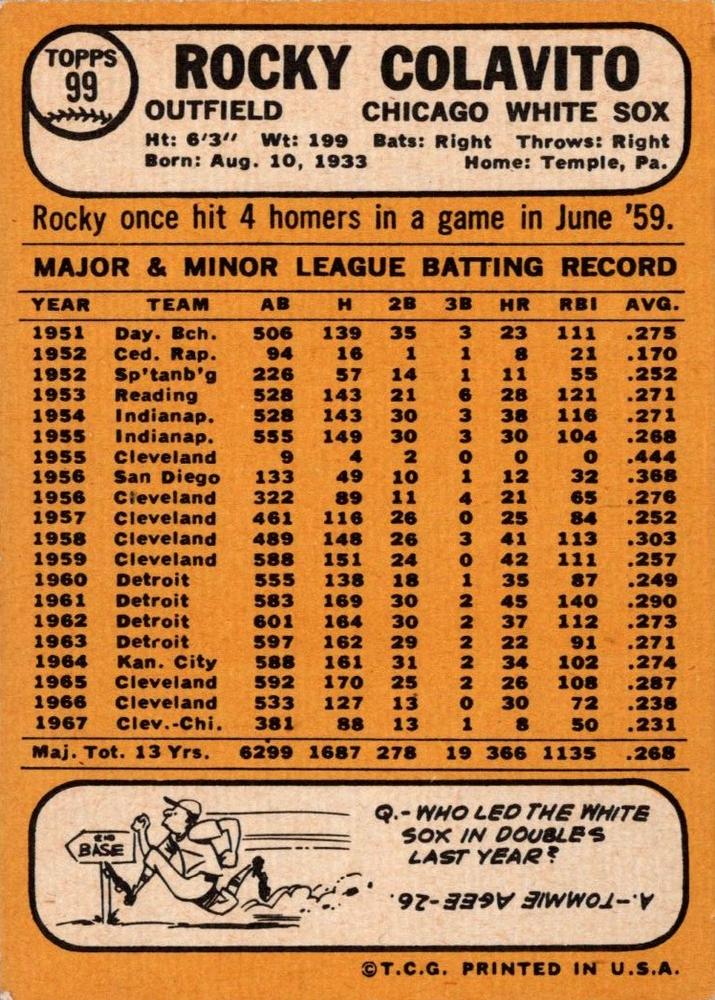 TOPPS
99
ROCKY COLAVITO
OUTFIELD CHICAGO WHITE SOX
Ht: 6'3" Wt: 199 Bats: Right Throws: Right
Born: Aug. 10, 1933 Home: Temple, Pa.
Rocky once hit 4 homers in a game in June '59.
MAJOR & MINOR LEAGUE BATTING RECORD
YEAR TEAM AB H 2B 3B HR RBI AVG.
1951 Day. Bch. 506 139 35 3 23 111 .275
1952 Ced. Rap. 94 16 1 1 8 21 .170
1952 Sp'tanb'g 226 57 14 1 11 55 .252
1953 Reading 528 143 21 6 28 121 .271
1954 Indianap. 528 143 30 3 38 116 .271
1955 Indianap. 555 149 30 3 30 104 .268
1955 Cleveland 9 4 2 0 0 0 .444
1956 San Diego 133 49 10 1 12 32 .368
1956 Cleveland 322 89 11 4 21 65 .276
1957 Cleveland 461 116 26 0 25 84 .252
1958 Cleveland 489 148 26 3 41 113 .303
1959 Cleveland 588 151 24 0 42 111 .257
1960 Detroit 555 138 18 1 35 87 .249
1961 Detroit 583 169 30 2 45 140 .290
1962 Detroit 601 164 30 2 37 112 .273
1963 Detroit 597 162 29 2 22 91 .271
1964 Kan. City 588 161 31 2 34 102 .274
1965 Cleveland 592 170 25 2 26 108 .287
1966 Cleveland 533 127 13 0 30 72 .238
1967 Clev.-Chi. 381 88 13 1 8 50 .231
Maj. Tot. 13 Yrs. 6299 1687 278 19 366 1135 .268
2ND
BASE
Q.- WHO LED THE WHITE
SOX IN DOUBLES
LAST YEAR?
A.-TOMMIE AGEE-26.
©T.C.G. PRINTED IN U.S.A.